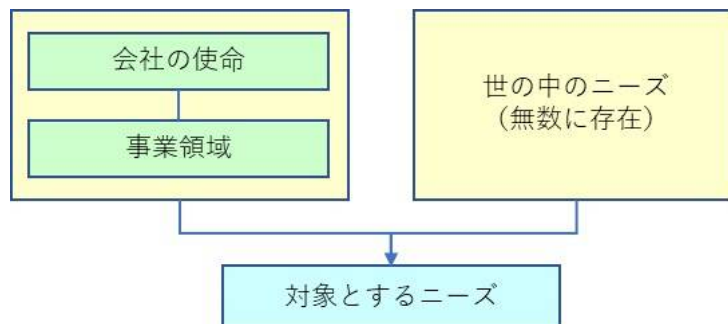 会社の使命
事業領域
世の中のニーズ
（無数に存在）
対象とするニーズ